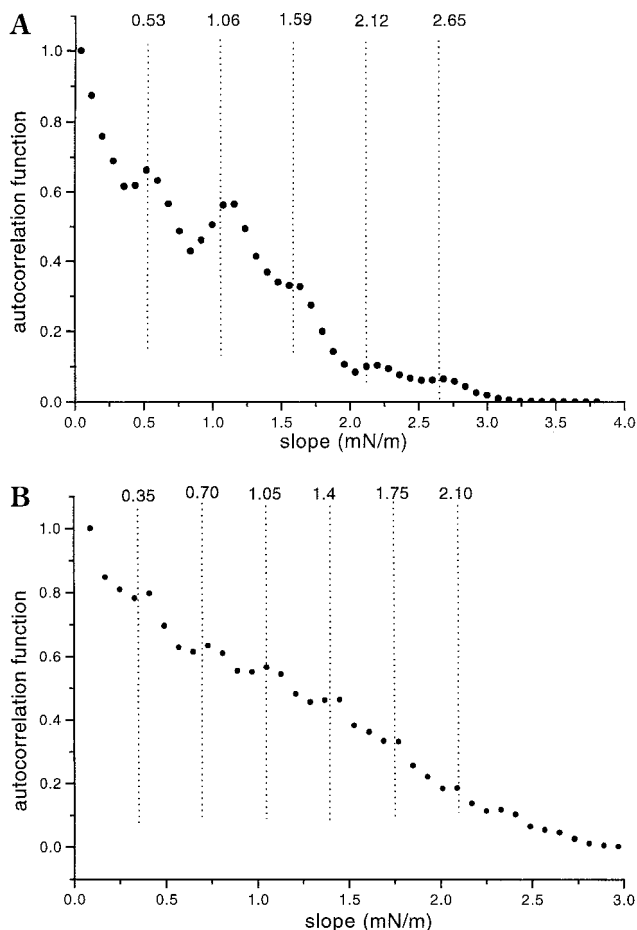 A
0.53 1.06 1.59 2.12 2.65
1.0
0.8
0.6
0.4
0.2
0.0
autocorrelation function
0.0 0.5 1.0 1.5 2.0 2.5 3.0 3.5 4.0
slope (mN/m)
B
0.35 0.70 1.05 1.4 1.75 2.10
1.0
0.8
0.6
0.4
0.2
0.0
autocorrelation function
0.0 0.5 1.0 1.5 2.0 2.5 3.0
slope (mN/m)